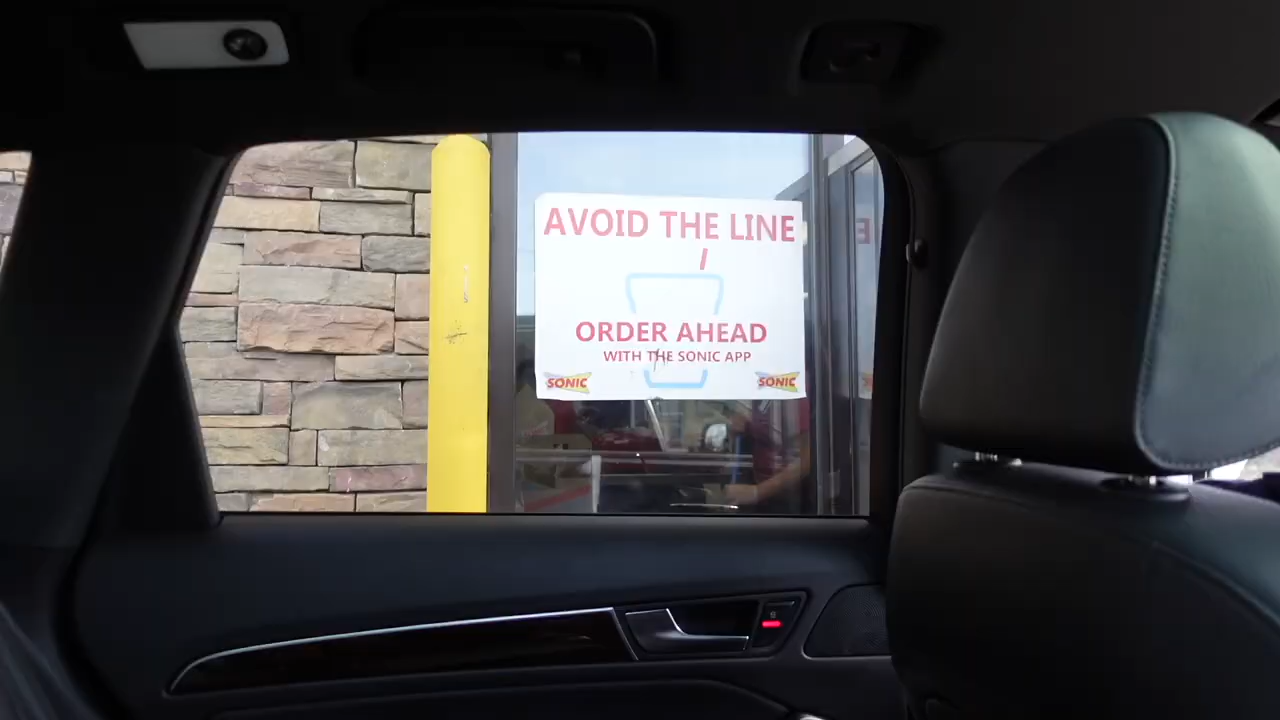 AVOID THE LINE
ORDER AHEAD
WITH THE SONIC APP
SONIC
SONIC